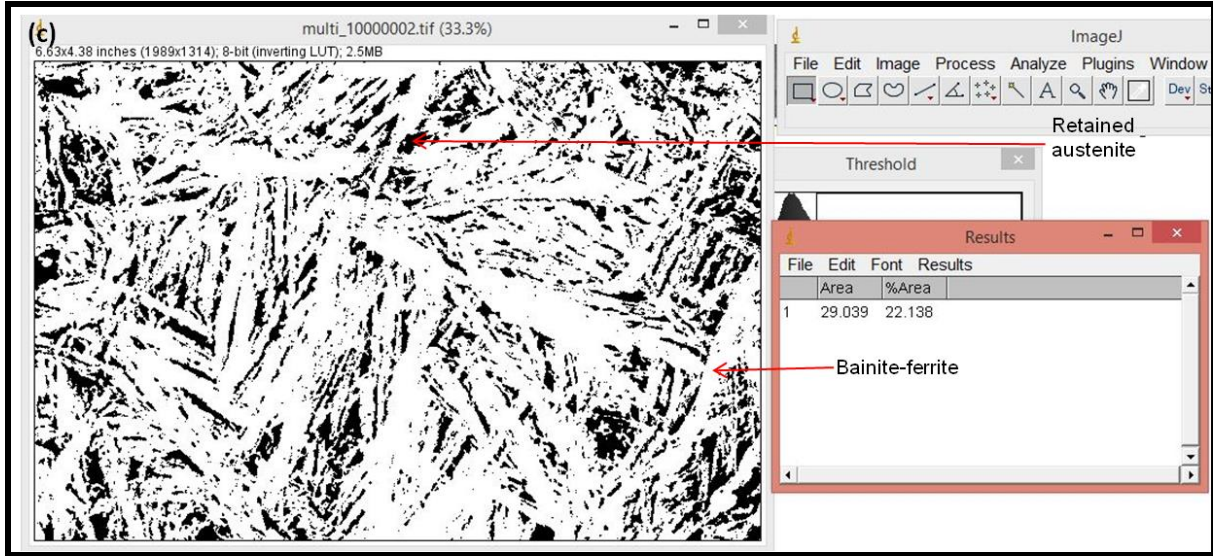 (c)
multi_10000002.tif (33.3%)
6.63x4.38 inches (1989x1314); 8-bit (inverting LUT); 2.5MB
ImageJ
File Edit Image Process Analyze Plugins Window
A Dev St
Retained
austenite
Threshold
Results
File Edit Font Results
Area %Area
1 29.039 22.138
Bainite-ferrite